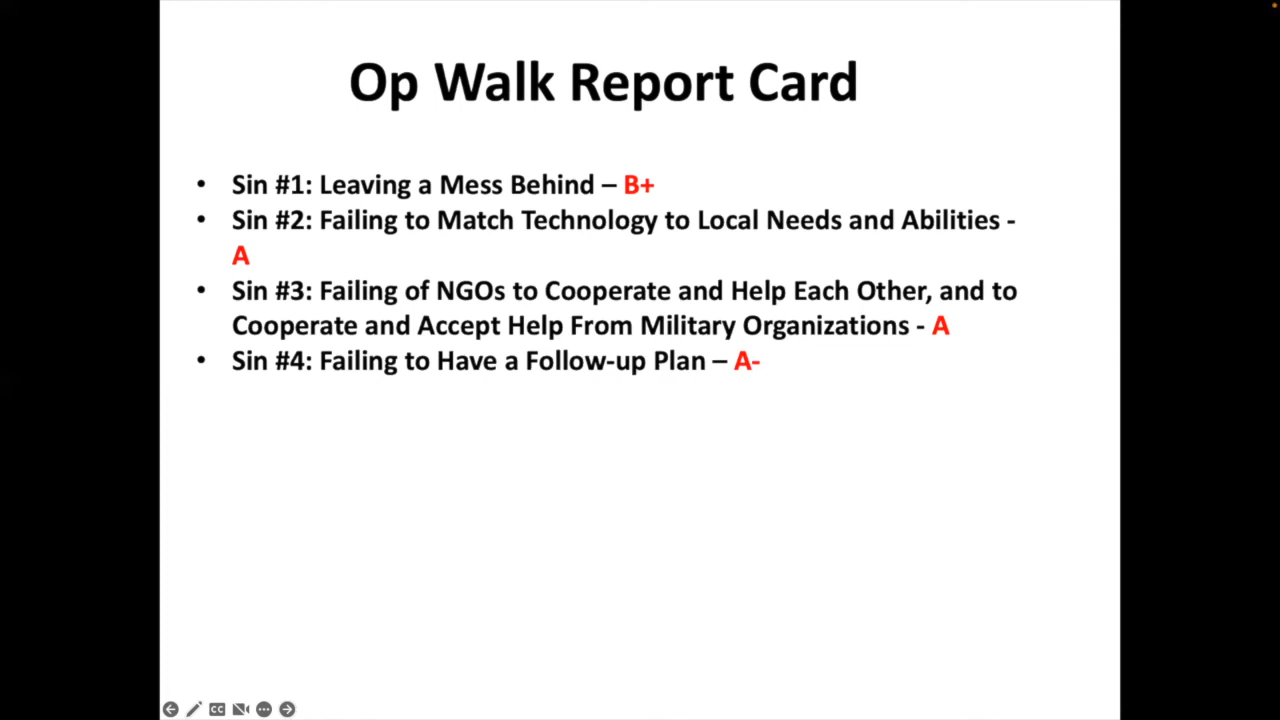 Op Walk Report Card
• Sin #1: Leaving a Mess Behind – B+
• Sin #2: Failing to Match Technology to Local Needs and Abilities -
A
• Sin #3: Failing of NGOs to Cooperate and Help Each Other, and to
Cooperate and Accept Help From Military Organizations - A
• Sin #4: Failing to Have a Follow-up Plan – A-
CC